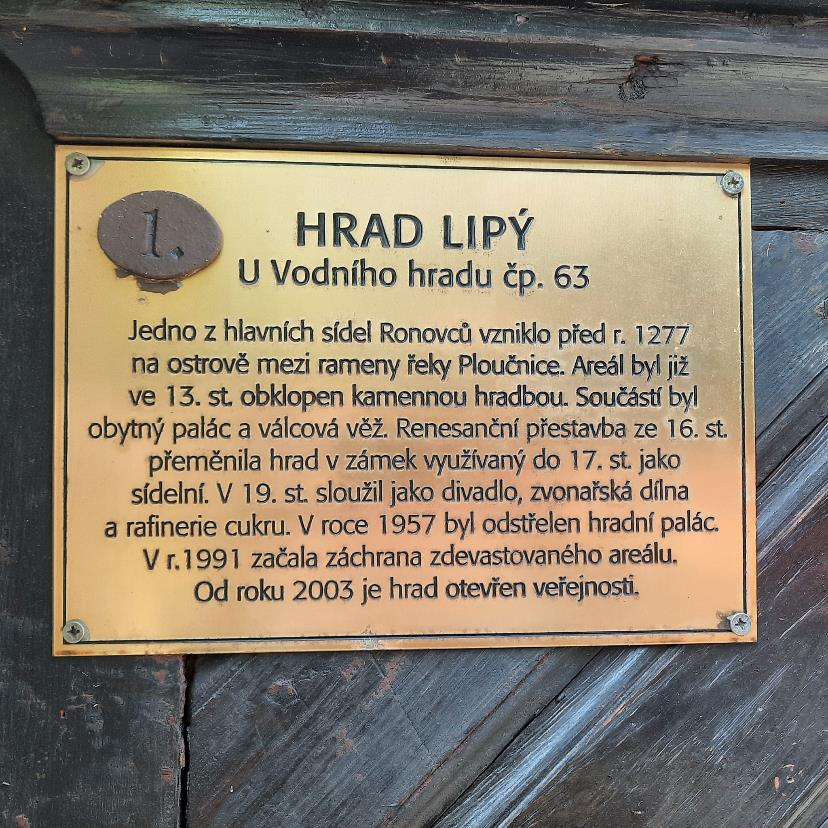 1.
HRAD LIPÝ
U Vodního hradu čp. 63
Jedno z hlavních sídel Ronovců vzniklo před r. 1277
na ostrově mezi rameny řeky Ploučnice. Areál byl již
ve 13. st. obklopen kamennou hradbou. Součástí byl
obytný palác a válcová věž. Renesanční přestavba ze 16. st.
přeměnila hrad v zámek využívaný do 17. st. jako
sídelní. V 19. st. sloužil jako divadlo, zvonařská dílna
a rafinerie cukru. V roce 1957 byl odstřelen hradní palác.
V r.1991 začala záchrana zdevastovaného areálu.
Od roku 2003 je hrad otevřen veřejnosti.